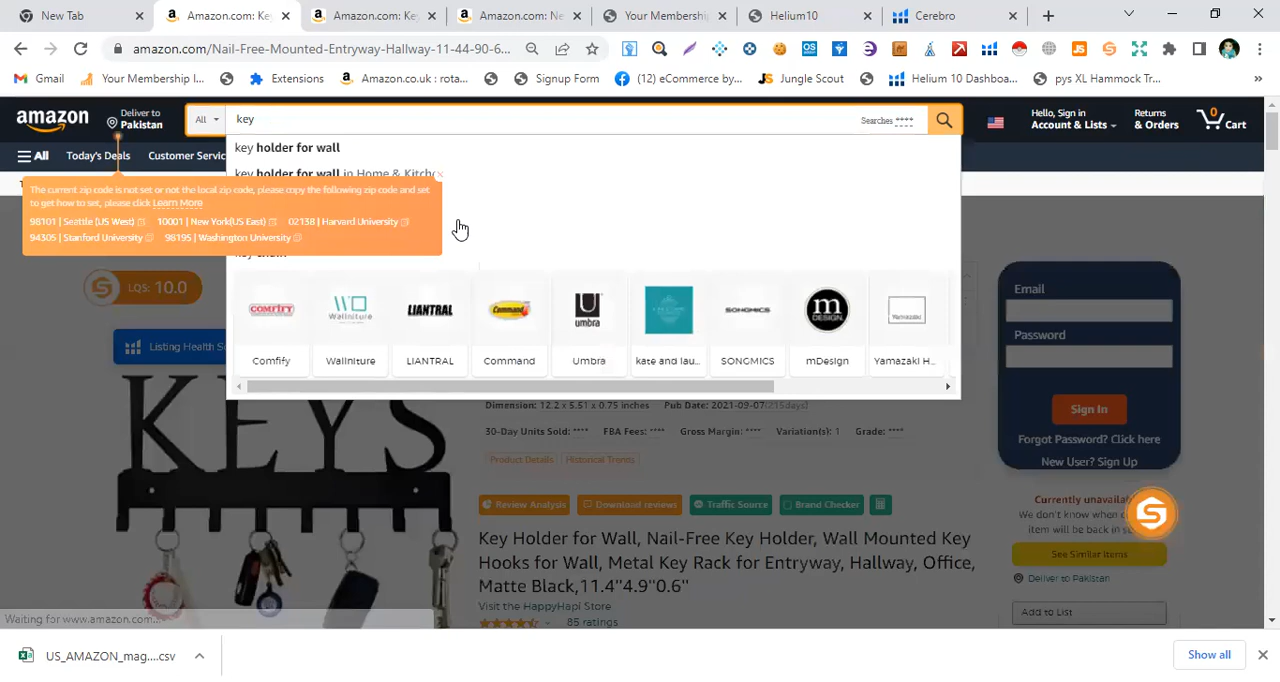 New Tab
Amazon.com: Ke
Amazon.com: Ke
Amazon.com: Ne
Your Membership
Helium10
Cerebro
amazon.com/Nail-Free-Mounted-Entryway-Hallway-11-44-90-6...
Gmail
Your Membership I...
Extensions
Amazon.co.uk : rota...
Signup Form
(12) eCommerce by...
Jungle Scout
Helium 10 Dashboa...
pys XL Hammock Tr...
amazon
Deliver to
Pakistan
All
key
Searches ****
Hello, Sign in
Account & Lists
Returns
& Orders
0
Cart
All
Today's Deals
Customer Servic
key holder for wall
key holder for wall in Home & Kitch
The current zip code is not set or not the local zip code, please copy the following zip code and set
to get how to set, please click Learn More
98101 | Seattle (US West)
10001 | New York(US East)
02138 | Harvard University
94305 | Stanford University
98195 | Washington University
LQS: 10.0
Listing Health S
COMFIFY
Wallniture
LIANTRAL
Command
umbra
SONGMICS
m
DESIGN
Yamazaki
Comfify
Wallniture
LIANTRAL
Command
Umbra
kate and lau...
SONGMICS
mDesign
Yamazaki H...
Dimension: 12.2 x 5.51 x 0.75 inches
Pub Date: 2021-09-07(215days)
30-Day Units Sold: ****
FBA Fees: ****
Gross Margin: ****
Variation(s): 1
Grade: ****
Product Details
Historical Trends
Review Analysis
Download reviews
Traffic Source
Brand Checker
Key Holder for Wall, Nail-Free Key Holder, Wall Mounted Key
Hooks for Wall, Metal Key Rack for Entryway, Hallway, Office,
Matte Black,11.4''4.9''0.6''
Visit the HappyHapi Store
85 ratings
KEYS
Email
Password
Sign In
Forgot Password? Click here
New User? Sign Up
Currently unavaila
We don't know when
item will be back in s
See Similar Items
Deliver to Pakistan
Add to List
Waiting for www.amazon.com...
US_AMAZON_mag....csv
Show all